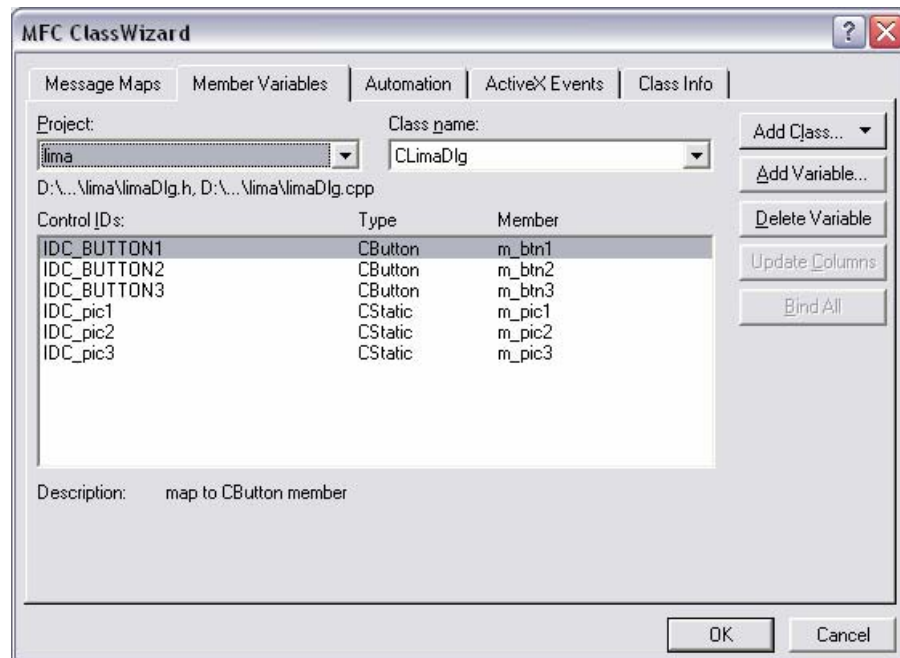 MFC ClassWizard
Message Maps Member Variables Automation ActiveX Events Class Info
Project: Class name:
lima CLimaDlg
Add Class...
D:\...\lima\limaDlg.h, D:\...\lima\limaDlg.cpp
Add Variable...
Control IDs: Type Member
Delete Variable
IDC_BUTTON1 CButton m_btn1
IDC_BUTTON2 CButton m_btn2
Update Columns
IDC_BUTTON3 CButton m_btn3
IDC_pic1 CStatic m_pic1
Bind All
IDC_pic2 CStatic m_pic2
IDC_pic3 CStatic m_pic3
Description: map to CButton member
OK Cancel